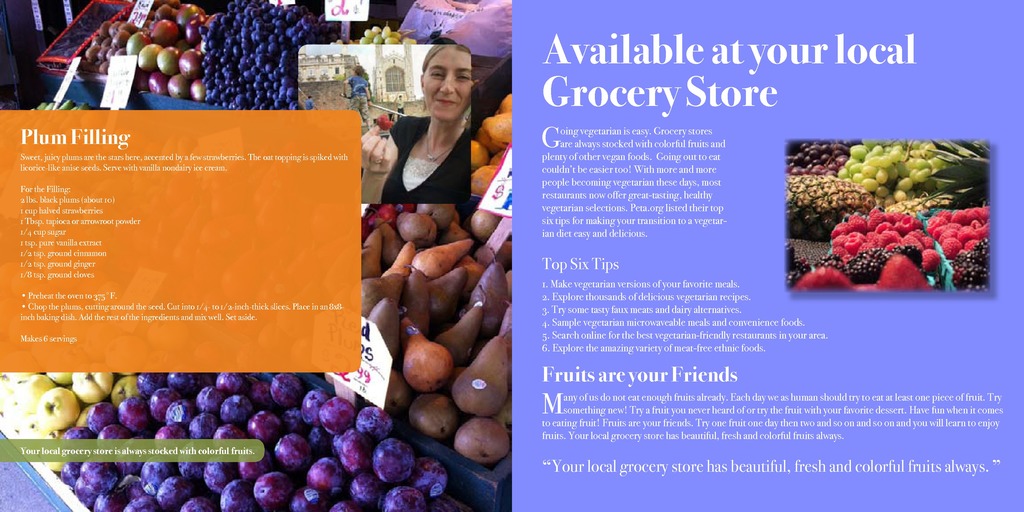 Plum Filling
Sweet, juicy plums are the stars here, accented by a few strawberries. The oat topping is spiked with
licorice-like anise seeds. Serve with vanilla nondairy ice cream.
For the Filling:
2 lbs. black plums (about 10)
1 cup halved strawberries
1 Tbsp. tapioca or arrowroot powder
1/4 cup sugar
1 tsp. pure vanilla extract
1/2 tsp. ground cinnamon
1/2 tsp. ground ginger
1/8 tsp. ground cloves
• Preheat the oven to 375°F.
• Chop the plums, cutting around the seed. Cut into 1/4- to 1/2-inch-thick slices. Place in an 8x8-
inch baking dish. Add the rest of the ingredients and mix well. Set aside.
Makes 6 servings
Your local grocery store is always stocked with colorful fruits.
Available at your local
Grocery Store
Going vegetarian is easy. Grocery stores
are always stocked with colorful fruits and
plenty of other vegan foods. Going out to eat
couldn't be easier too! With more and more
people becoming vegetarian these days, most
restaurants now offer great-tasting, healthy
vegetarian selections. Peta.org listed their top
six tips for making your transition to a vegetar-
ian diet easy and delicious.
Top Six Tips
1. Make vegetarian versions of your favorite meals.
2. Explore thousands of delicious vegetarian recipes.
3. Try some tasty faux meats and dairy alternatives.
4. Sample vegetarian microwaveable meals and convenience foods.
5. Search online for the best vegetarian-friendly restaurants in your area.
6. Explore the amazing variety of meat-free ethnic foods.
Fruits are your Friends
Many of us do not eat enough fruits already. Each day we as human should try to eat at least one piece of fruit. Try
something new! Try a fruit you never heard of or try the fruit with your favorite dessert. Have fun when it comes
to eating fruit! Fruits are your friends. Try one fruit one day then two and so on and so on and you will learn to enjoy
fruits. Your local grocery store has beautiful, fresh and colorful fruits always.
“Your local grocery store has beautiful, fresh and colorful fruits always. ”